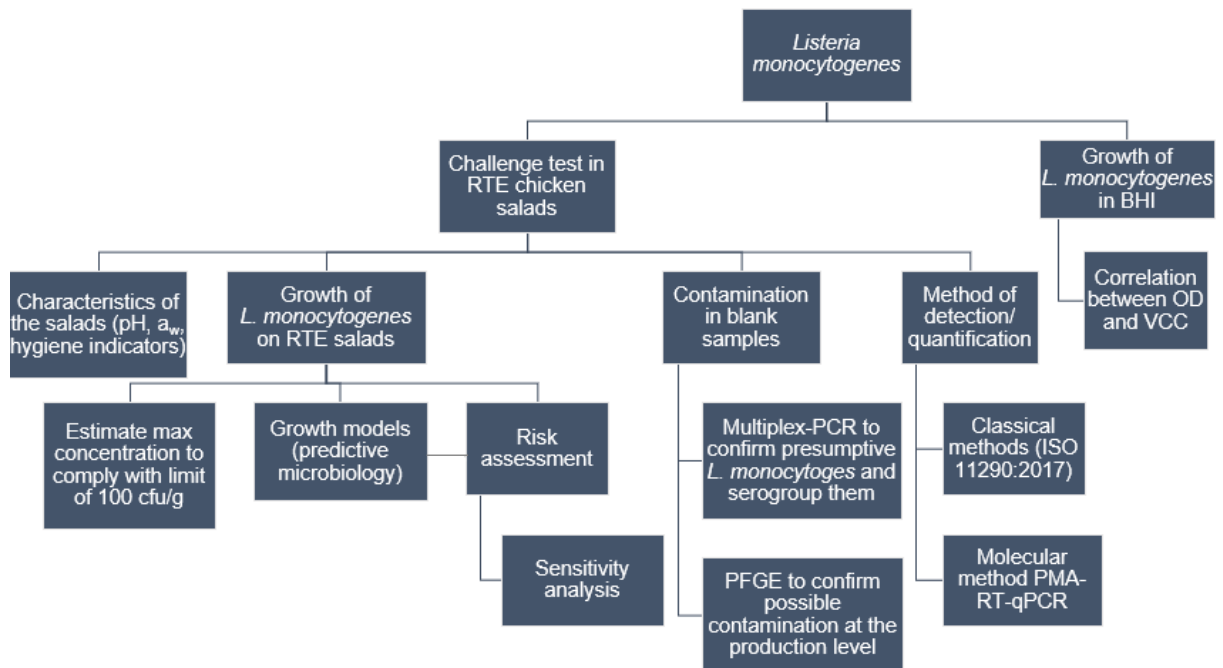 Listeria
monocytogenes
Challenge test in
RTE chicken
salads
Growth of
L. monocytogenes
in BHI
Characteristics of
the salads (pH, aw,
hygiene indicators)
Growth of
L. monocytogenes
on RTE salads
Contamination
in blank
samples
Method of
detection/
quantification
Correlation
between OD
and VCC
Estimate max
concentration to
comply with limit
of 100 cfu/g
Growth models
(predictive
microbiology)
Risk
assessment
Multiplex-PCR to
confirm presumptive
L. monocytoges and
serogroup them
Classical
methods (ISO
11290:2017)
Sensitivity
analysis
PFGE to confirm
possible
contamination at the
production level
Molecular
method PMA-
RT-qPCR